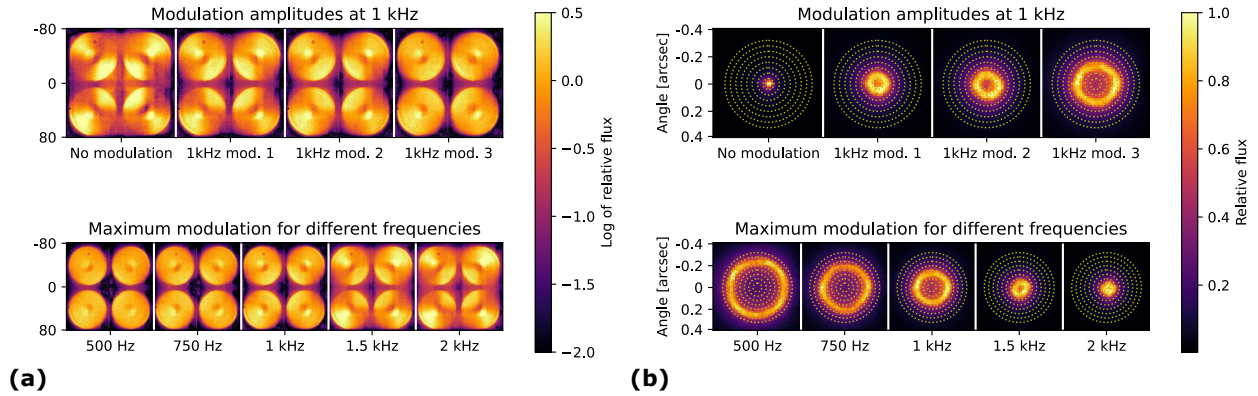 Modulation amplitudes at 1 kHz
-80
0
80
No modulation 1kHz mod. 1 1kHz mod. 2 1kHz mod. 3
Maximum modulation for different frequencies
-80
0
80
500 Hz 750 Hz 1 kHz 1.5 kHz 2 kHz
0.5
0.0
−0.5
−1.0
−1.5
−2.0
Log of relative flux
(a)
Modulation amplitudes at 1 kHz
Angle [arcsec]
-0.4
-0.2
0
0.2
0.4
No modulation 1kHz mod. 1 1kHz mod. 2 1kHz mod. 3
Maximum modulation for different frequencies
Angle [arcsec]
-0.4
-0.2
0
0.2
0.4
500 Hz 750 Hz 1 kHz 1.5 kHz 2 kHz
1.0
0.8
0.6
0.4
0.2
Relative flux
(b)